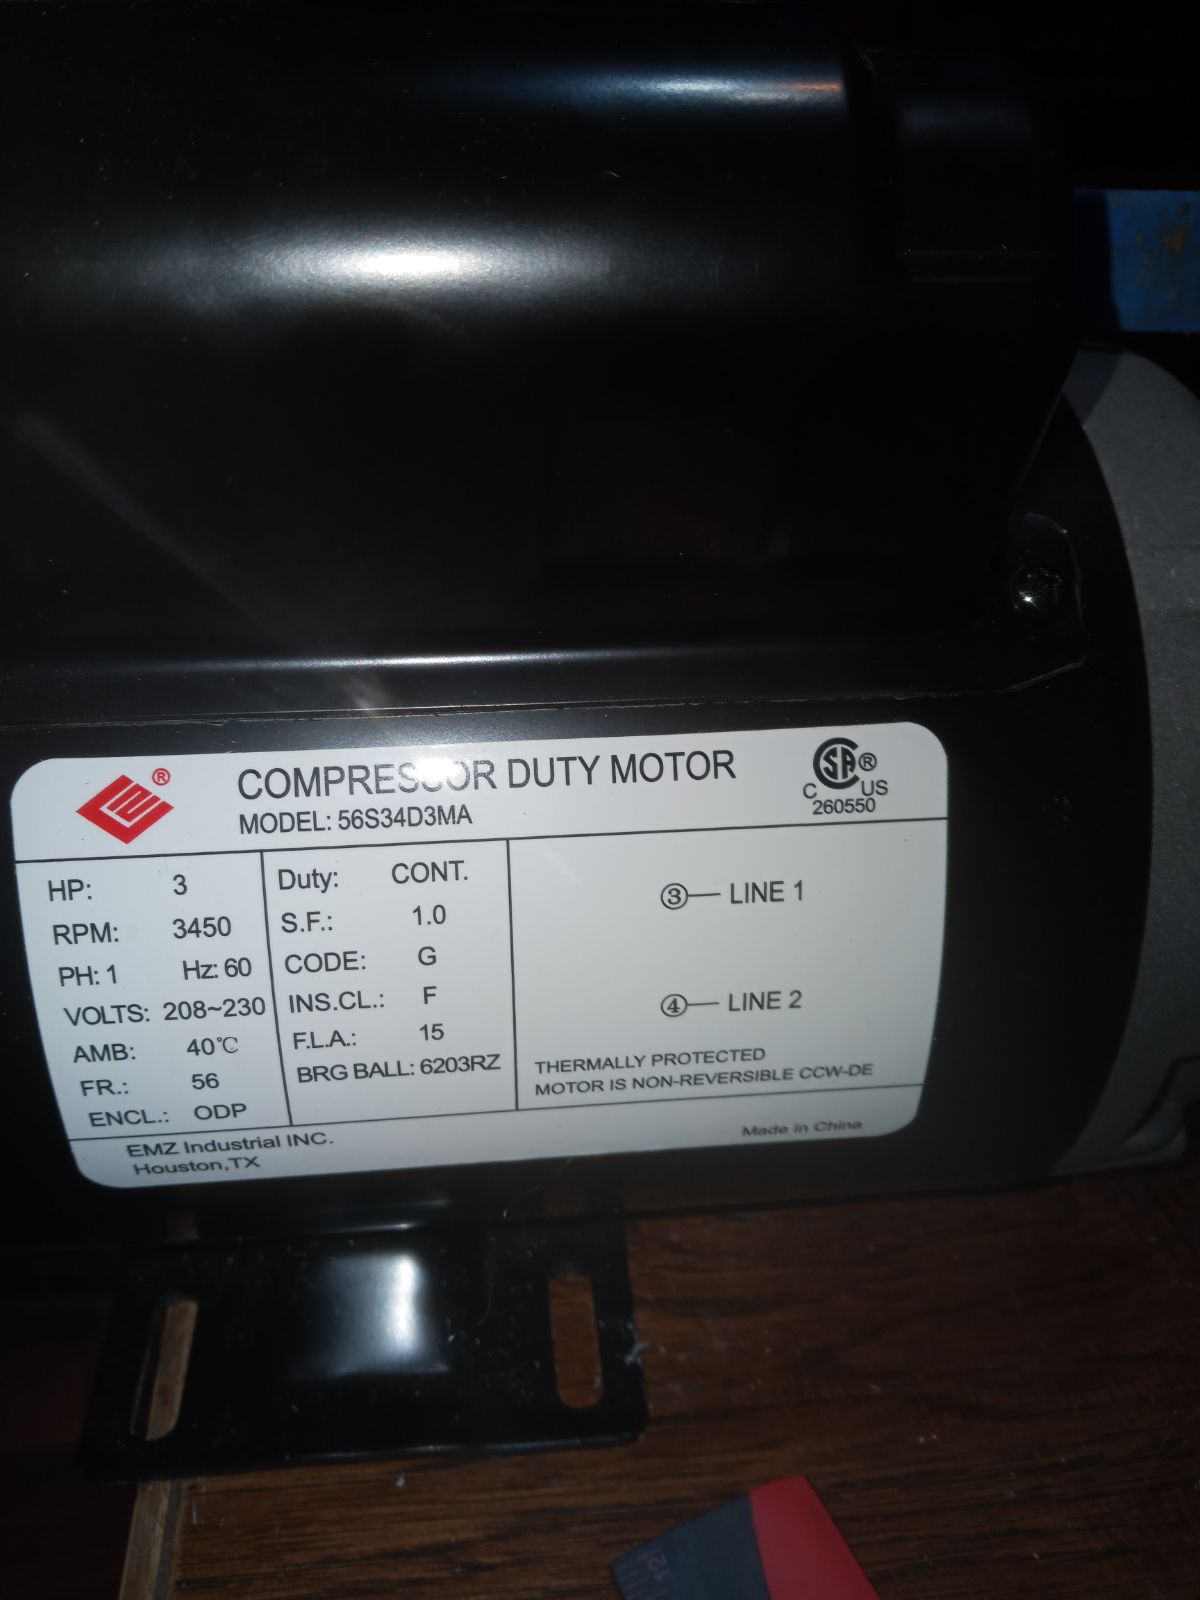 ®
COMPRESSOR DUTY MOTOR
MODEL: 56S34D3MA
CSA®
C US
260550
HP: 3
RPM: 3450
PH: 1 Hz: 60
VOLTS: 208~230
AMB: 40℃
FR.: 56
ENCL.: ODP
Duty: CONT.
S.F.: 1.0
CODE: G
INS.CL.: F
F.L.A.: 15
BRG BALL: 6203RZ
③— LINE 1
④— LINE 2
THERMALLY PROTECTED
MOTOR IS NON-REVERSIBLE CCW-DE
EMZ Industrial INC.
Houston,TX
Made in China
12